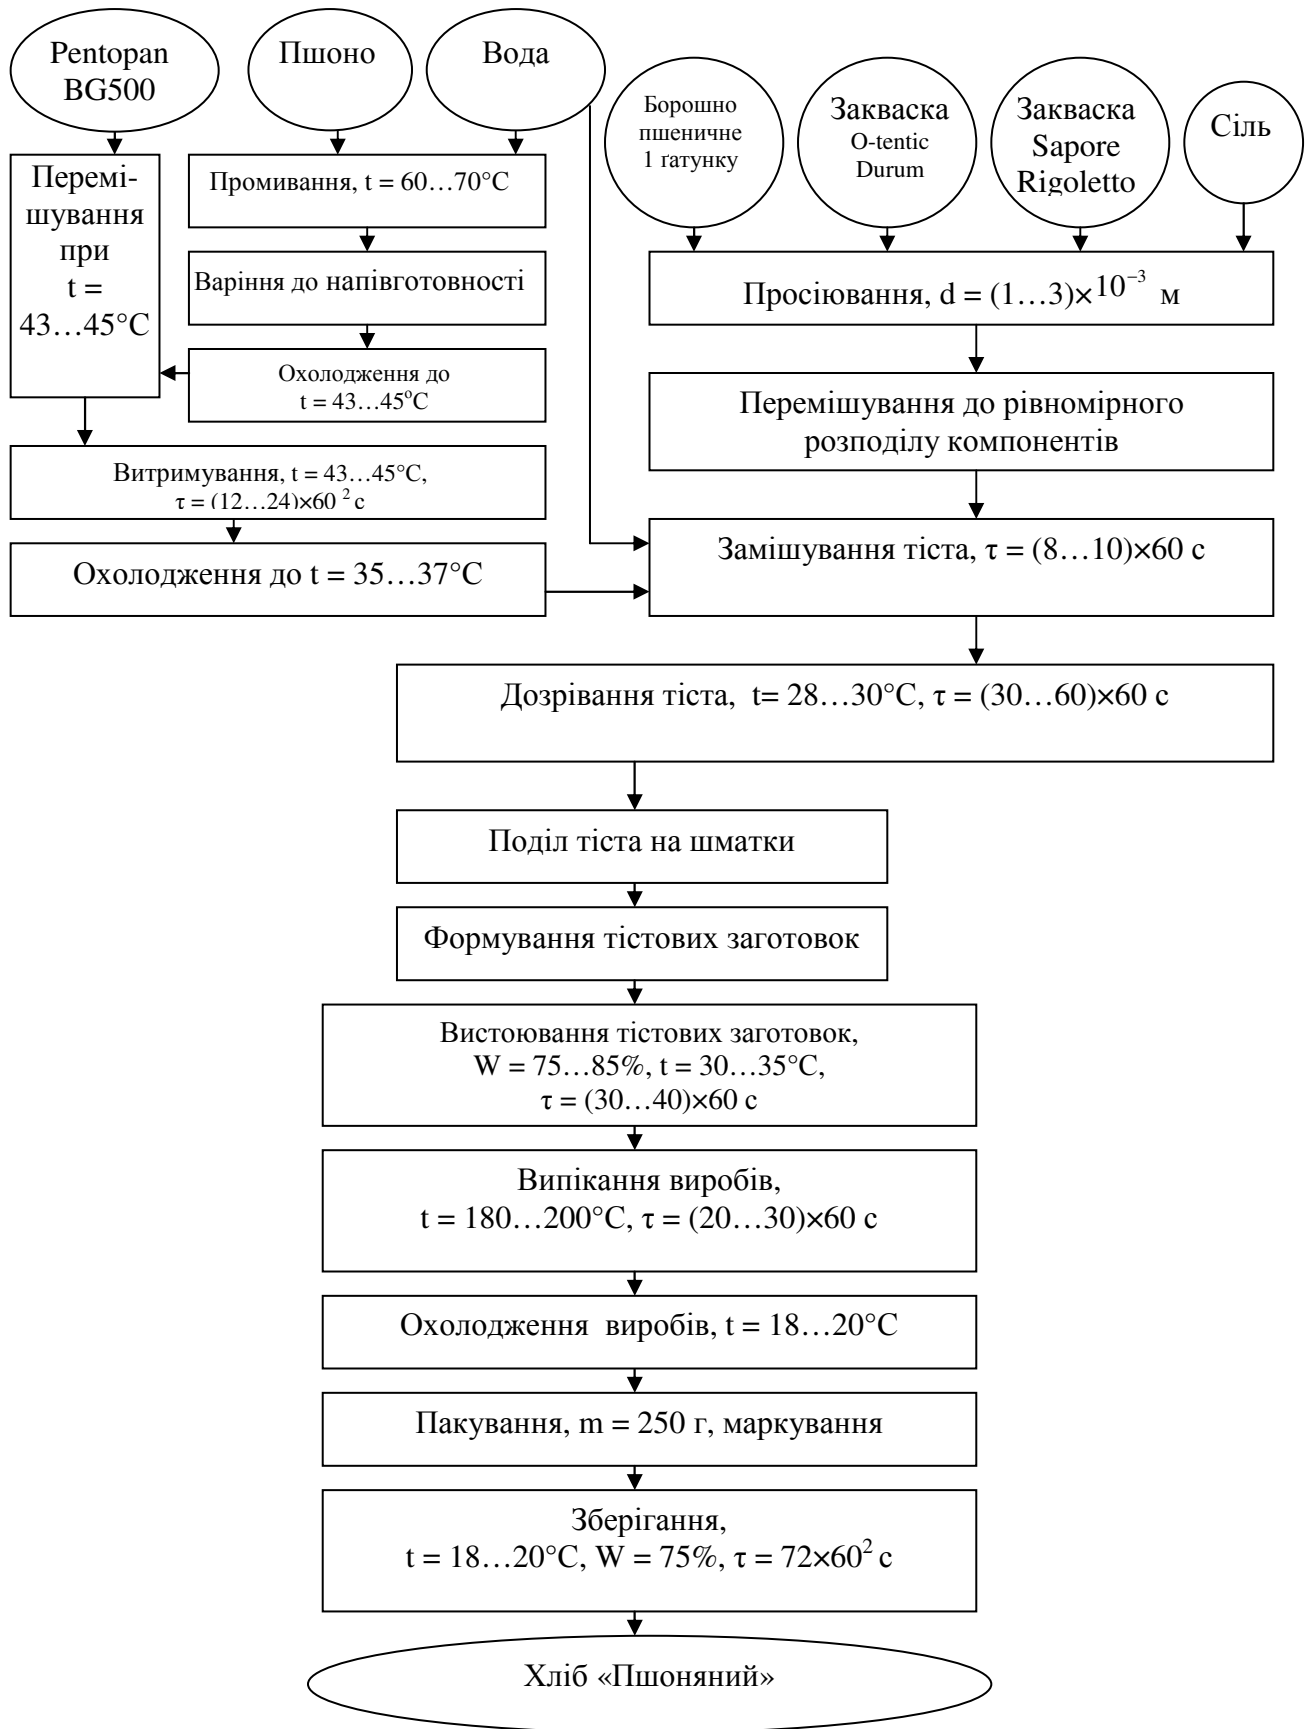 Pentopan
BG500
Пшоно
Вода
Борошно
пшеничне
1 ґатунку
Закваска
O-tentic
Durum
Закваска
Sapore
Rigoletto
Сіль
Перемі-
шування
при
t =
43…45°C
Промивання, t = 60…70°C
Варіння до напівготовності
Охолодження до
t = 43…45°C
Витримування, t = 43…45°C,
τ = (12…24)×60² с
Охолодження до t = 35…37°C
Просіювання, d = (1…3)×10⁻³ м
Перемішування до рівномірного
розподілу компонентів
Замішування тіста, τ = (8…10)×60 с
Дозрівання тіста, t= 28…30°C, τ = (30…60)×60 с
Поділ тіста на шматки
Формування тістових заготовок
Вистоювання тістових заготовок,
W = 75…85%, t = 30…35°C,
τ = (30…40)×60 с
Випікання виробів,
t = 180…200°C, τ = (20…30)×60 с
Охолодження виробів, t = 18…20°C
Пакування, m = 250 г, маркування
Зберігання,
t = 18…20°C, W = 75%, τ = 72×60² с
Хліб «Пшоняний»